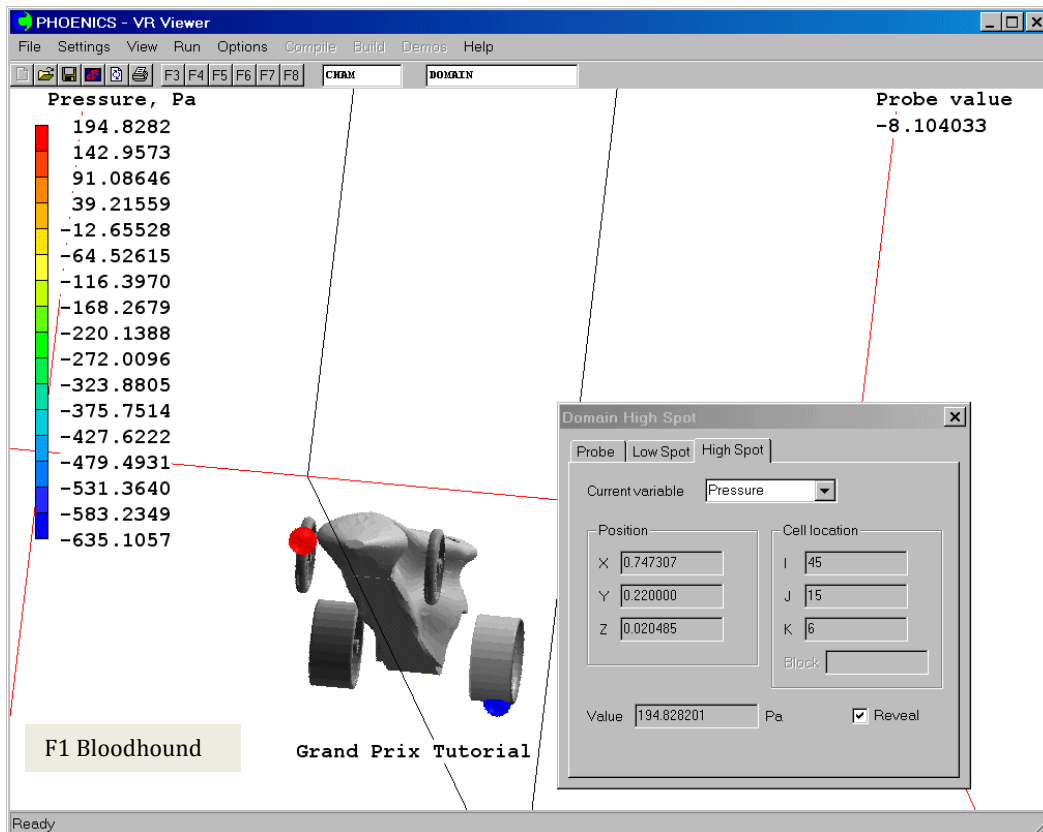 PHOENICS - VR Viewer
File Settings View Run Options Compile Build Demos Help
F3 F4 F5 F6 F7 F8 CHAM DOMAIN
Pressure, Pa
194.8282
142.9573
91.08646
39.21559
-12.65528
-64.52615
-116.3970
-168.2679
-220.1388
-272.0096
-323.8805
-375.7514
-427.6222
-479.4931
-531.3640
-583.2349
-635.1057
Probe value
-8.104033
Domain High Spot
Probe Low Spot High Spot
Current variable Pressure
Position
X 0.747307
Y 0.220000
Z 0.020485
Cell location
I 45
J 15
K 6
Block
Value 194.828201 Pa Reveal
F1 Bloodhound
Grand Prix Tutorial
Ready